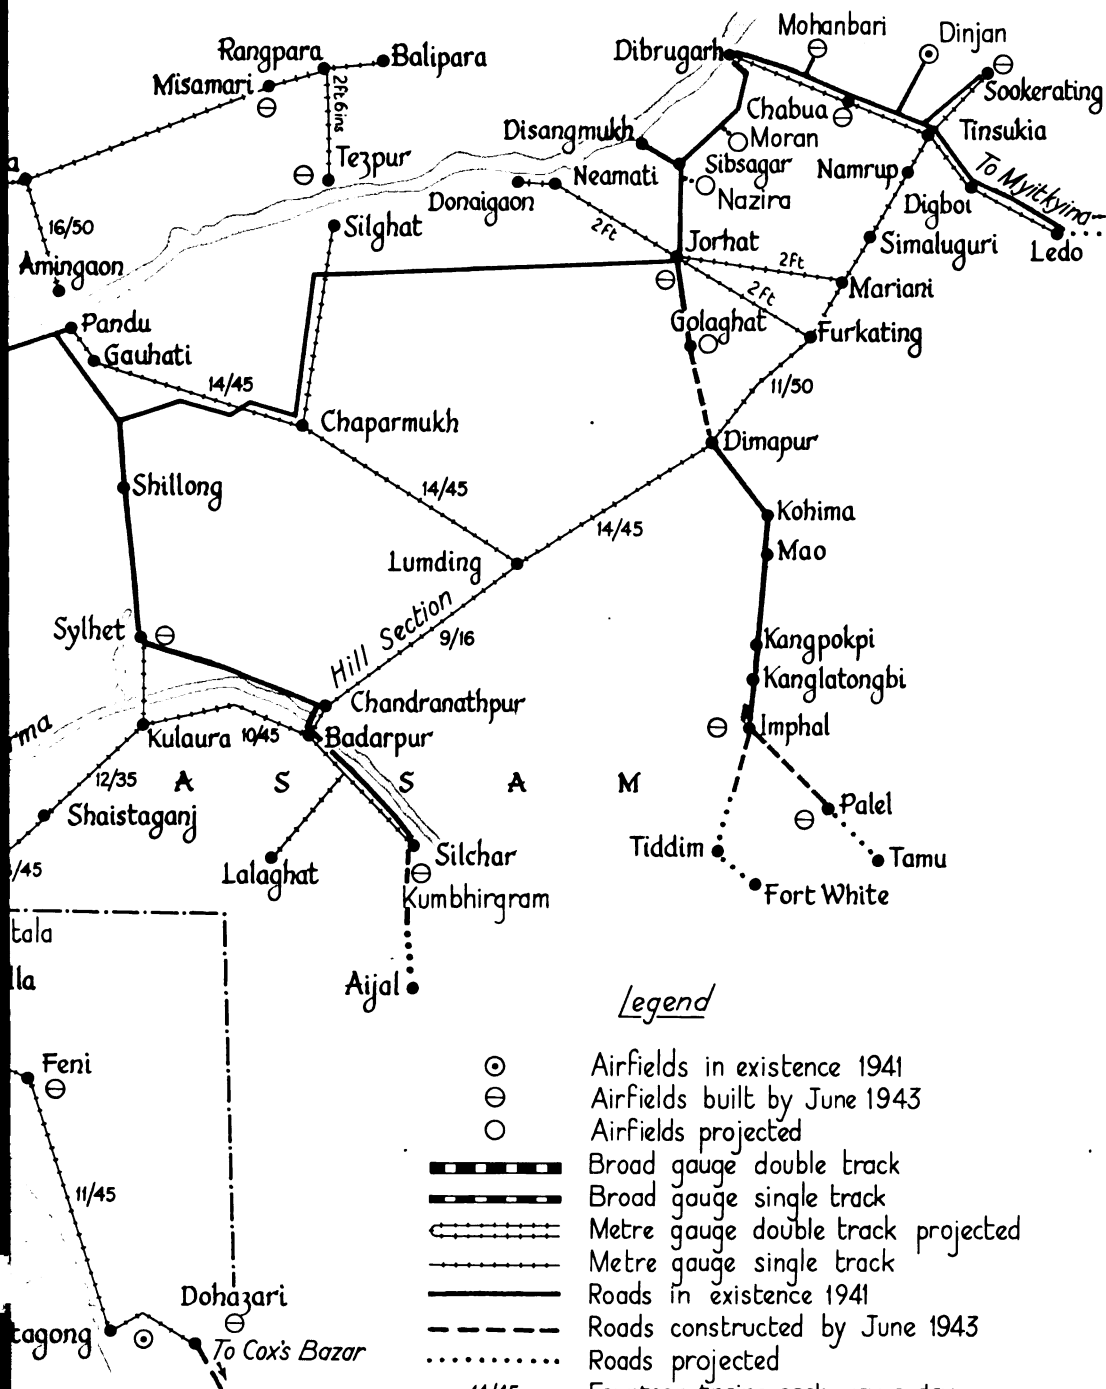 Mohanbari
Dinjan
Rangpara
Balipara
Dibrugarh
Misamari
2Ft.6ins
Sookerating
Chabua
Disangmukh
Moran
Tinsukia
a
Tezpur
Sibsagar
Namrup
To Myitkyina
Neamati
Donaigaon
Nazira
Digboi
16/50
Silghat
2Ft
Jorhat
Simaluguri
Ledo
Amingaon
2Ft
Mariani
2Ft
Pandu
Golaghat
Furkating
Gauhati
14/45
11/50
Chaparmukh
Dimapur
Shillong
14/45
Kohima
14/45
Mao
Lumding
Hill Section
9/16
Sylhet
Kangpokpi
Kanglatongbi
Chandranathpur
rma
Kulaura
10/45
Badarpur
Imphal
12/35
A S S A M
Shaistaganj
Palel
Silchar
Tiddim
Tamu
/45
Lalaghat
Kumbhirgram
Fort White
tala
lla
Aijal
Legend
Feni
Airfields in existence 1941
Airfields built by June 1943
Airfields projected
Broad gauge double track
11/45
Broad gauge single track
Metre gauge double track projected
Metre gauge single track
Dohazari
Roads in existence 1941
tagong
Roads constructed by June 1943
To Cox's Bazar
Roads projected